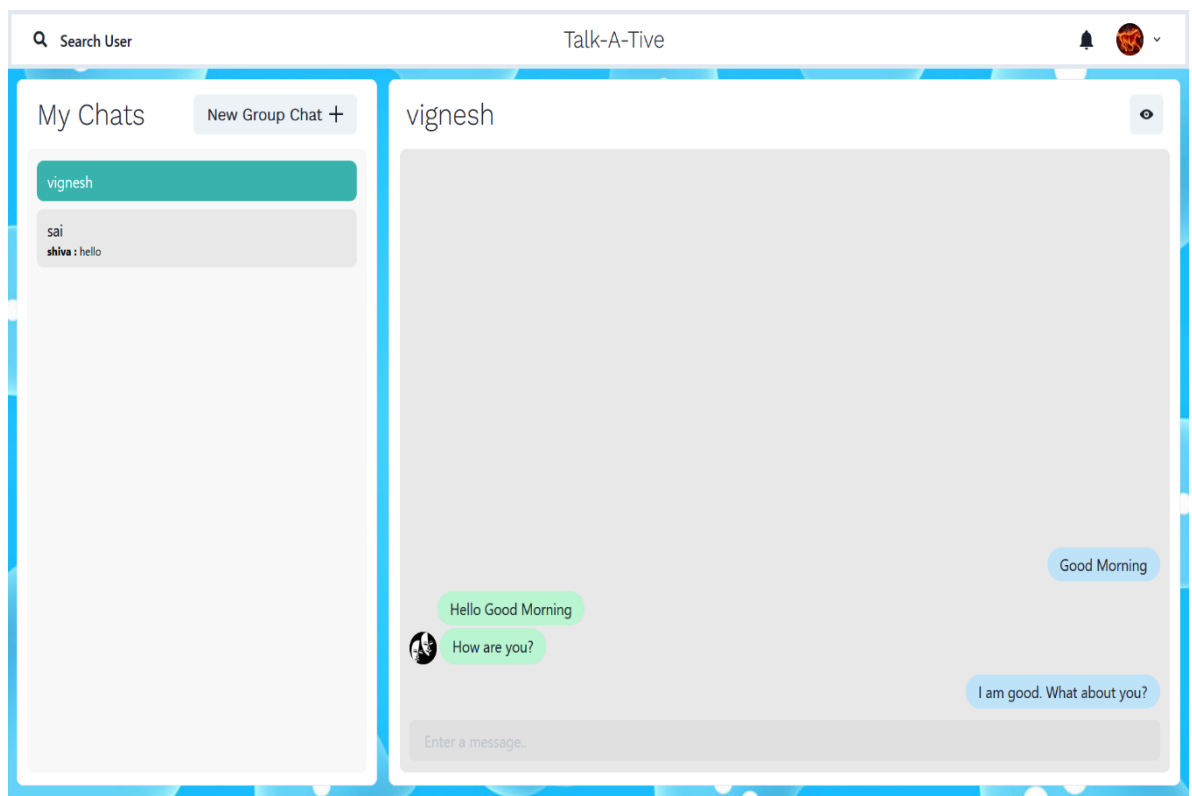 Search User
Talk-A-Tive
My Chats
New Group Chat +
vignesh
sai
shiva : hello
vignesh
Good Morning
Hello Good Morning
How are you?
I am good. What about you?
Enter a message..